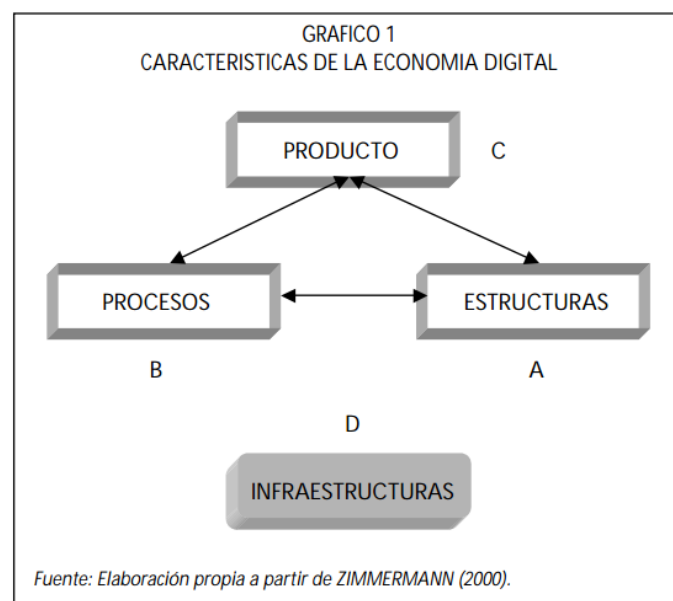 GRAFICO 1
CARACTERISTICAS DE LA ECONOMIA DIGITAL
PRODUCTO C
PROCESOS ESTRUCTURAS
B A
D
INFRAESTRUCTURAS
Fuente: Elaboración propia a partir de ZIMMERMANN (2000).